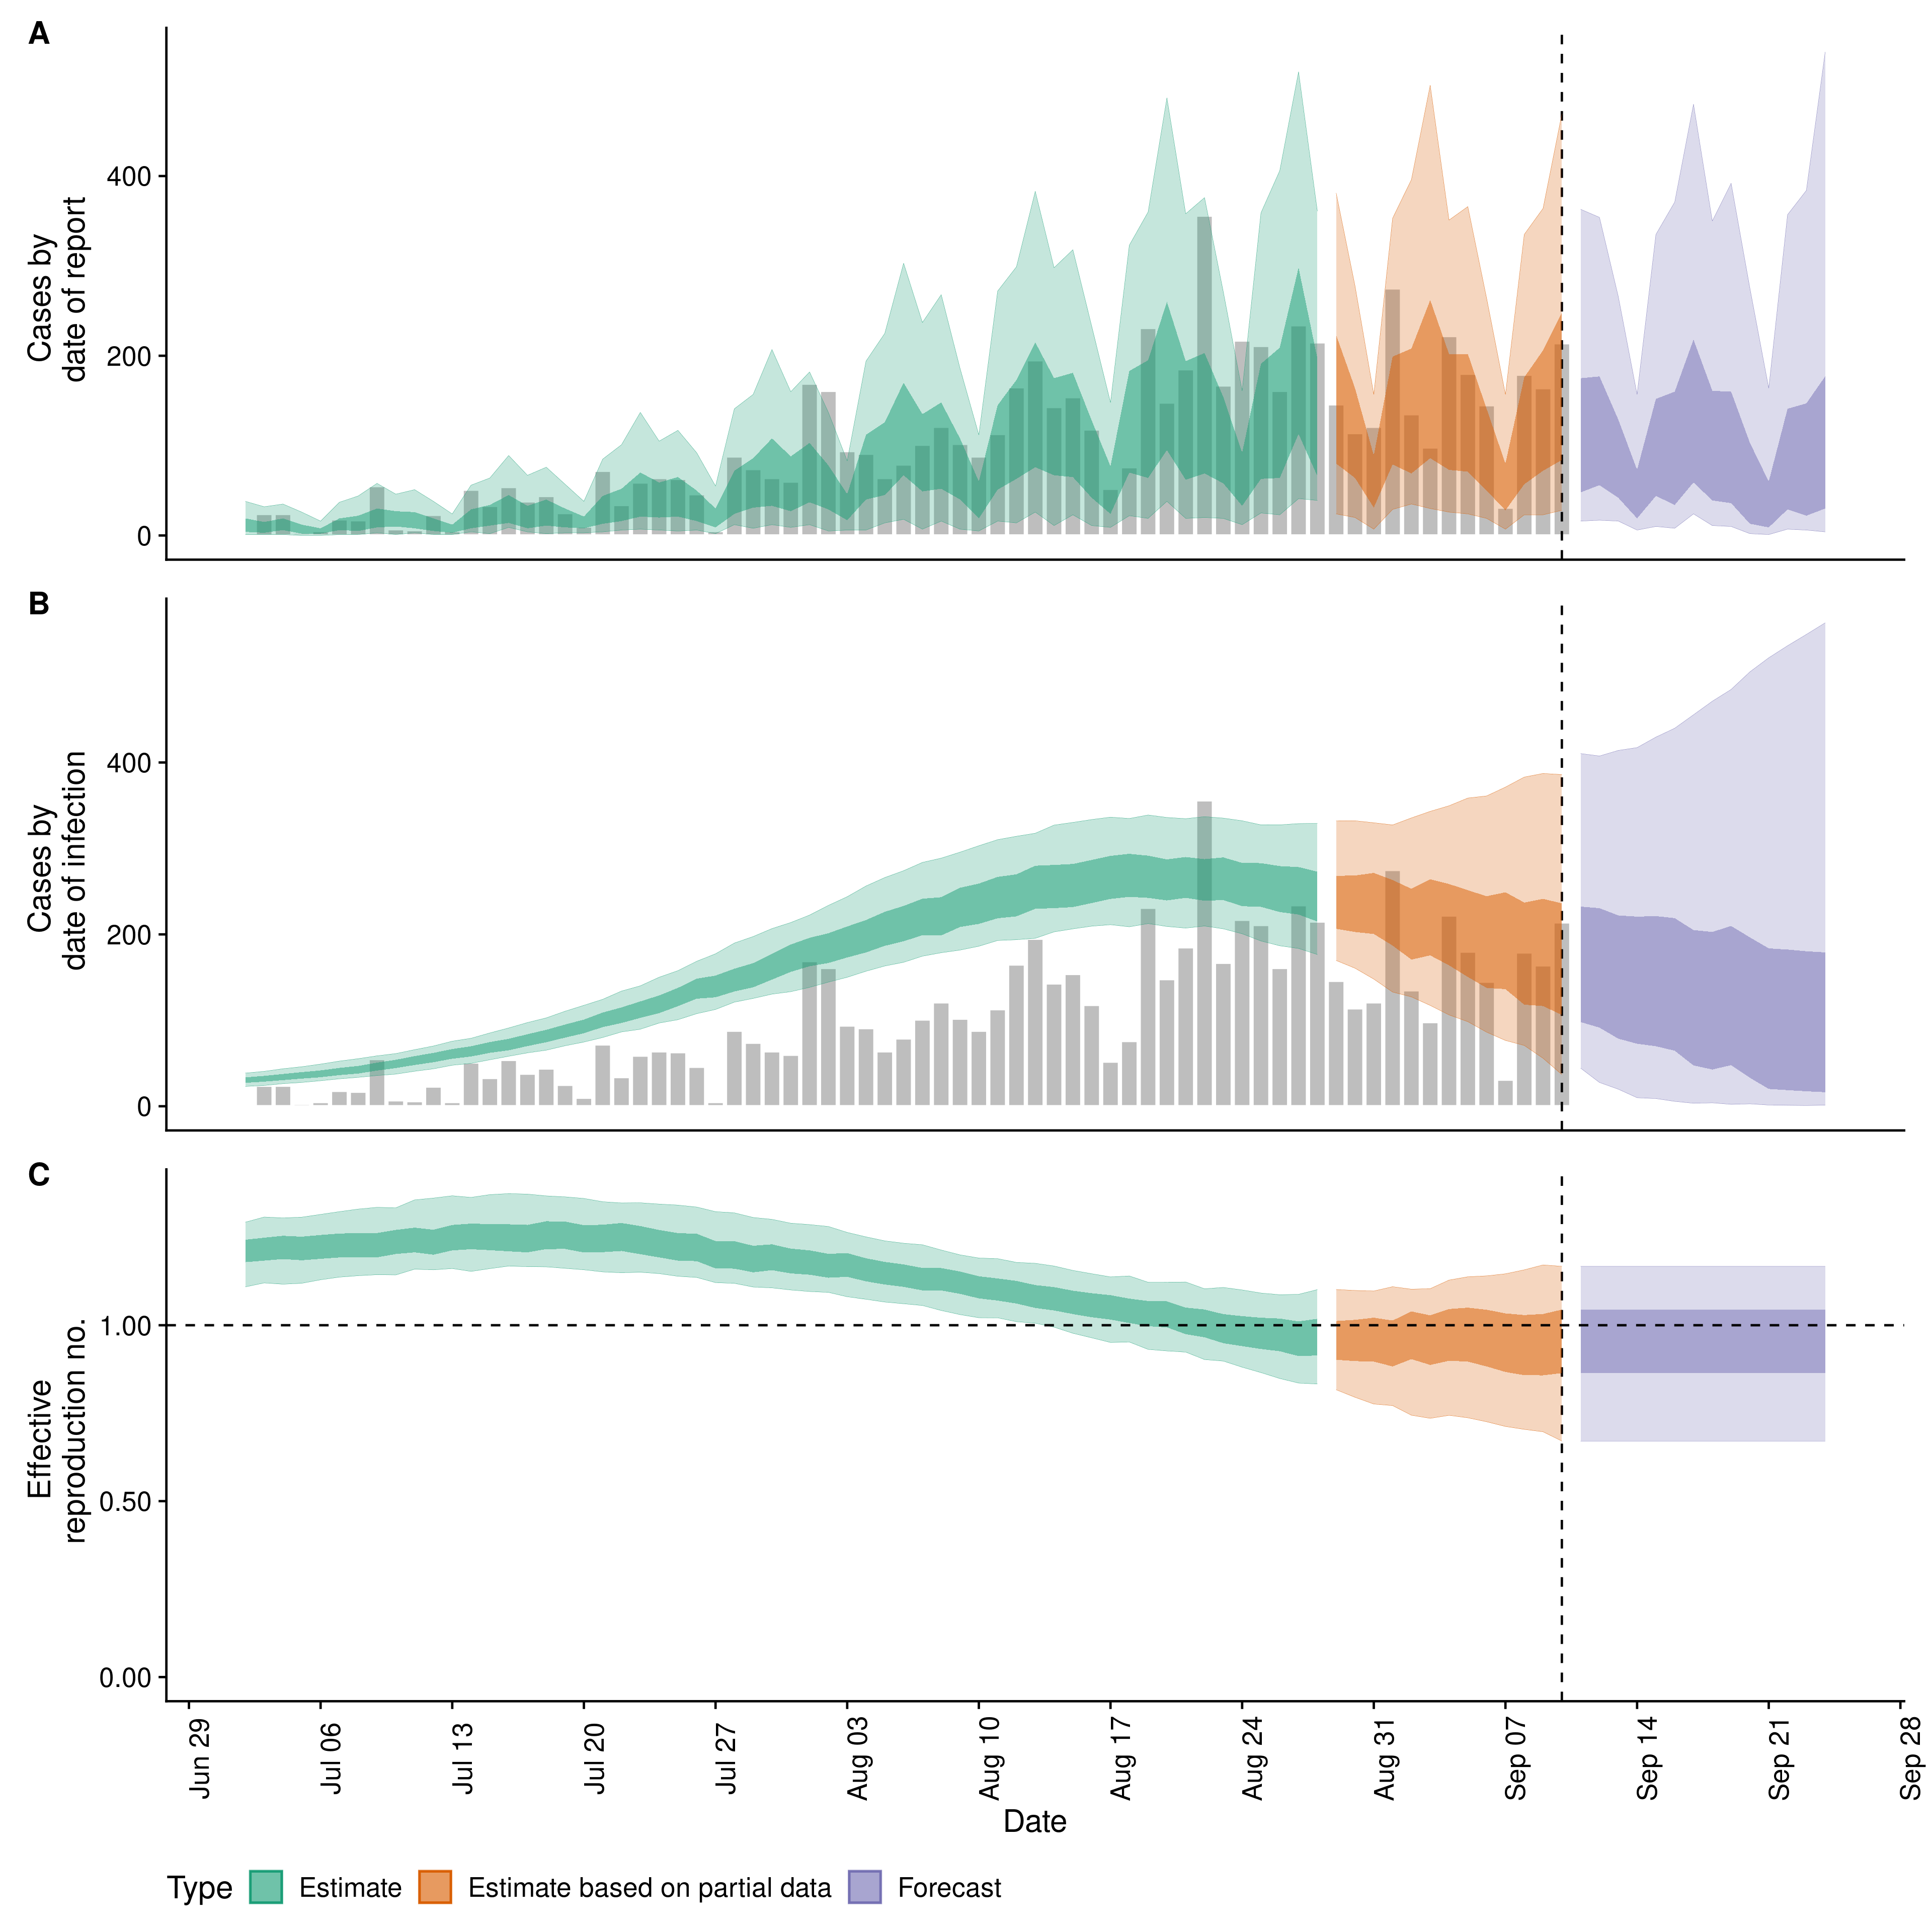 A
Cases by
date of report
400
200
0
B
Cases by
date of infection
400
200
0
C
Effective
reproduction no.
1.00
0.50
0.00
Jun 29
Jul 06
Jul 13
Jul 20
Jul 27
Aug 03
Aug 10
Aug 17
Aug 24
Aug 31
Sep 07
Sep 14
Sep 21
Sep 28
Date
Type Estimate Estimate based on partial data Forecast